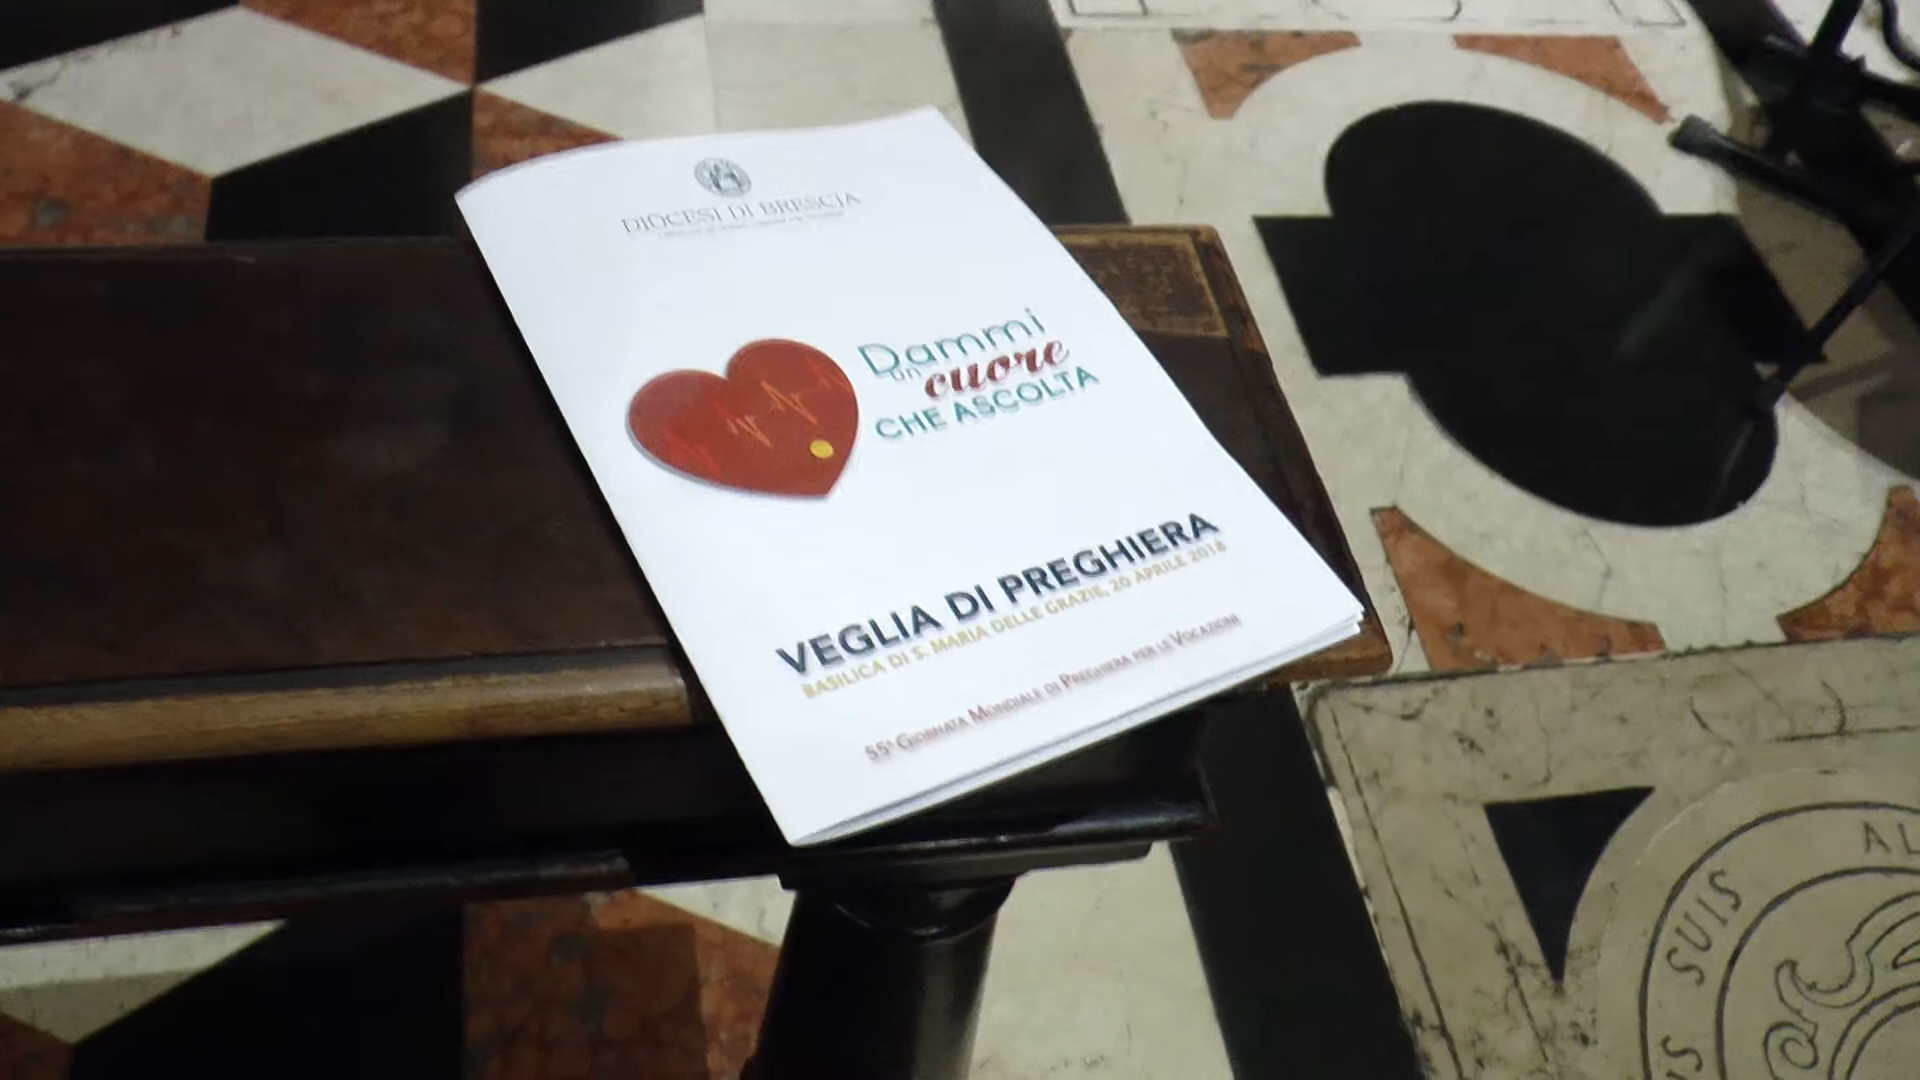 DIOCESI DI BRESCIA
Dammi
un cuore
CHE ASCOLTA
VEGLIA DI PREGHIERA
BASILICA DI S. MARIA DELLE GRAZIE, 20 APRILE 2018
55ª GIORNATA MONDIALE DI PREGHIERA PER LE VOCAZIONI
SUIS
AL